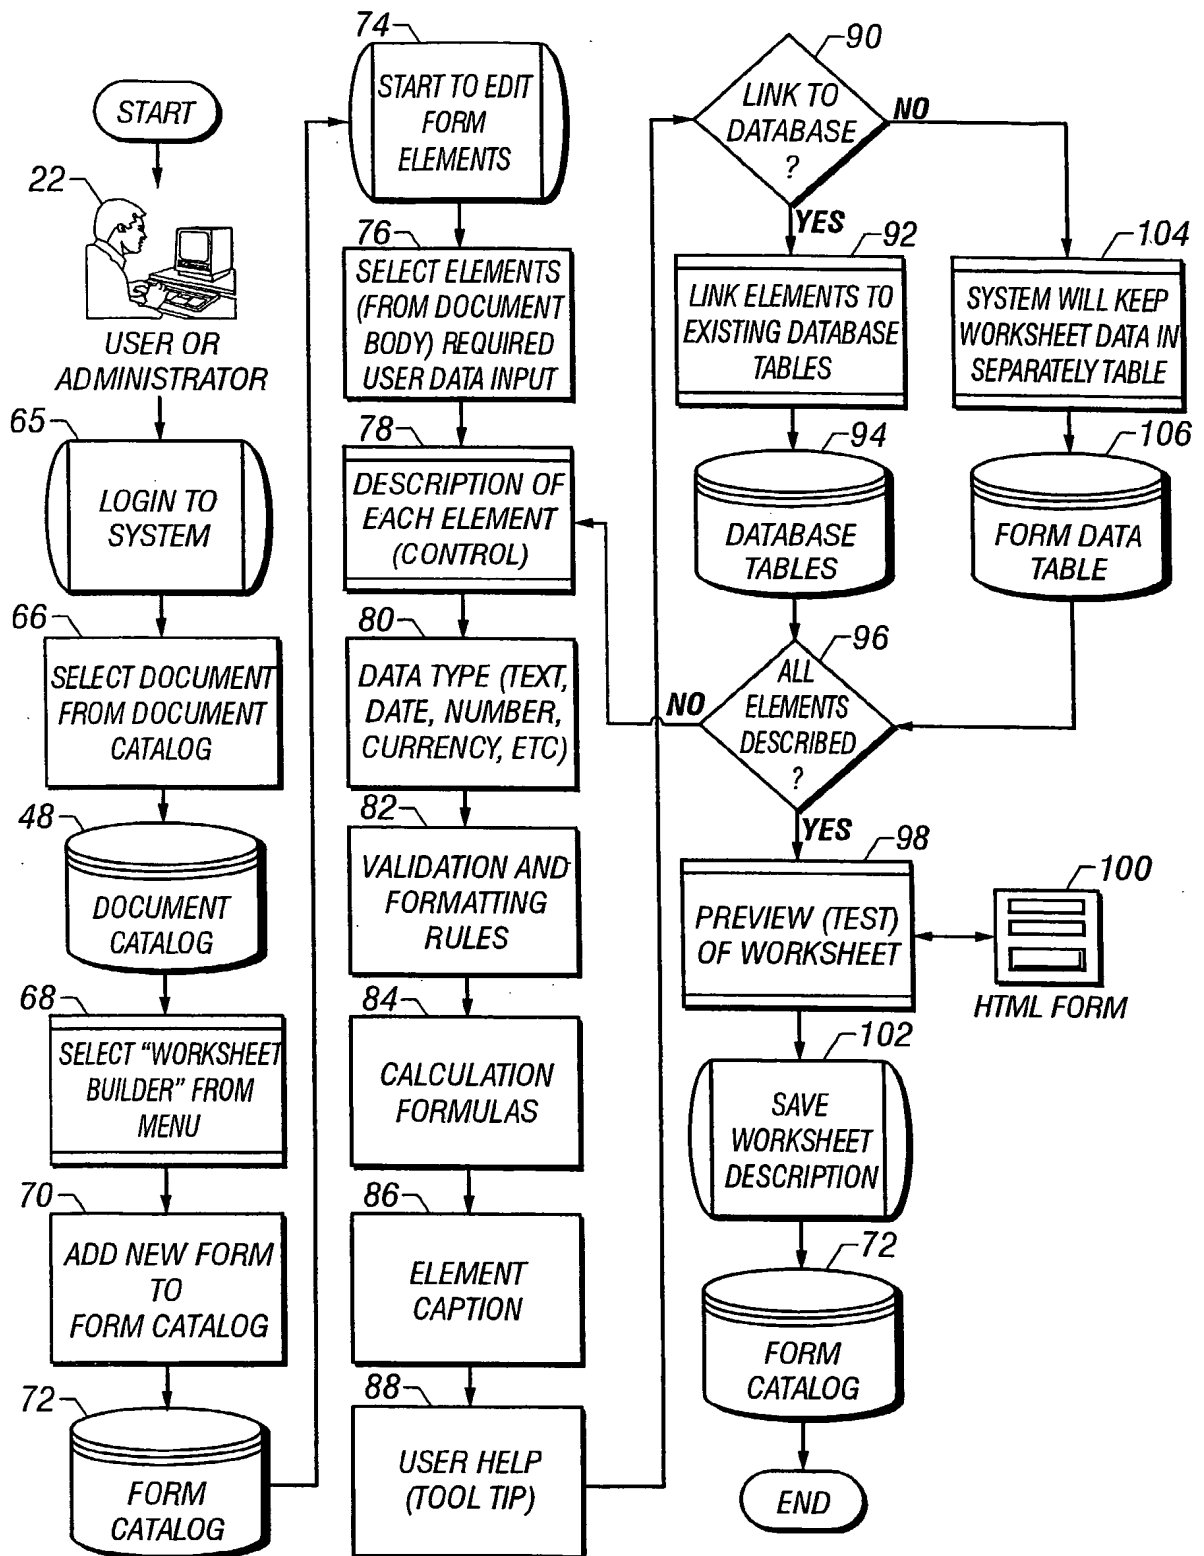 START
22
USER OR
ADMINISTRATOR
65
LOGIN TO
SYSTEM
66
SELECT DOCUMENT
FROM DOCUMENT
CATALOG
48
DOCUMENT
CATALOG
68
SELECT "WORKSHEET
BUILDER" FROM
MENU
70
ADD NEW FORM
TO
FORM CATALOG
72
FORM
CATALOG
74
START TO EDIT
FORM
ELEMENTS
76
SELECT ELEMENTS
(FROM DOCUMENT
BODY) REQUIRED
USER DATA INPUT
78
DESCRIPTION OF
EACH ELEMENT
(CONTROL)
80
DATA TYPE (TEXT,
DATE, NUMBER,
CURRENCY, ETC)
82
VALIDATION AND
FORMATTING
RULES
84
CALCULATION
FORMULAS
86
ELEMENT
CAPTION
88
USER HELP
(TOOL TIP)
90
LINK TO
DATABASE
?
NO
YES
92
LINK ELEMENTS TO
EXISTING DATABASE
TABLES
104
SYSTEM WILL KEEP
WORKSHEET DATA IN
SEPARATELY TABLE
94
DATABASE
TABLES
106
FORM DATA
TABLE
96
ALL
ELEMENTS
DESCRIBED
?
NO
YES
98
PREVIEW (TEST)
OF WORKSHEET
100
HTML FORM
102
SAVE
WORKSHEET
DESCRIPTION
72
FORM
CATALOG
END